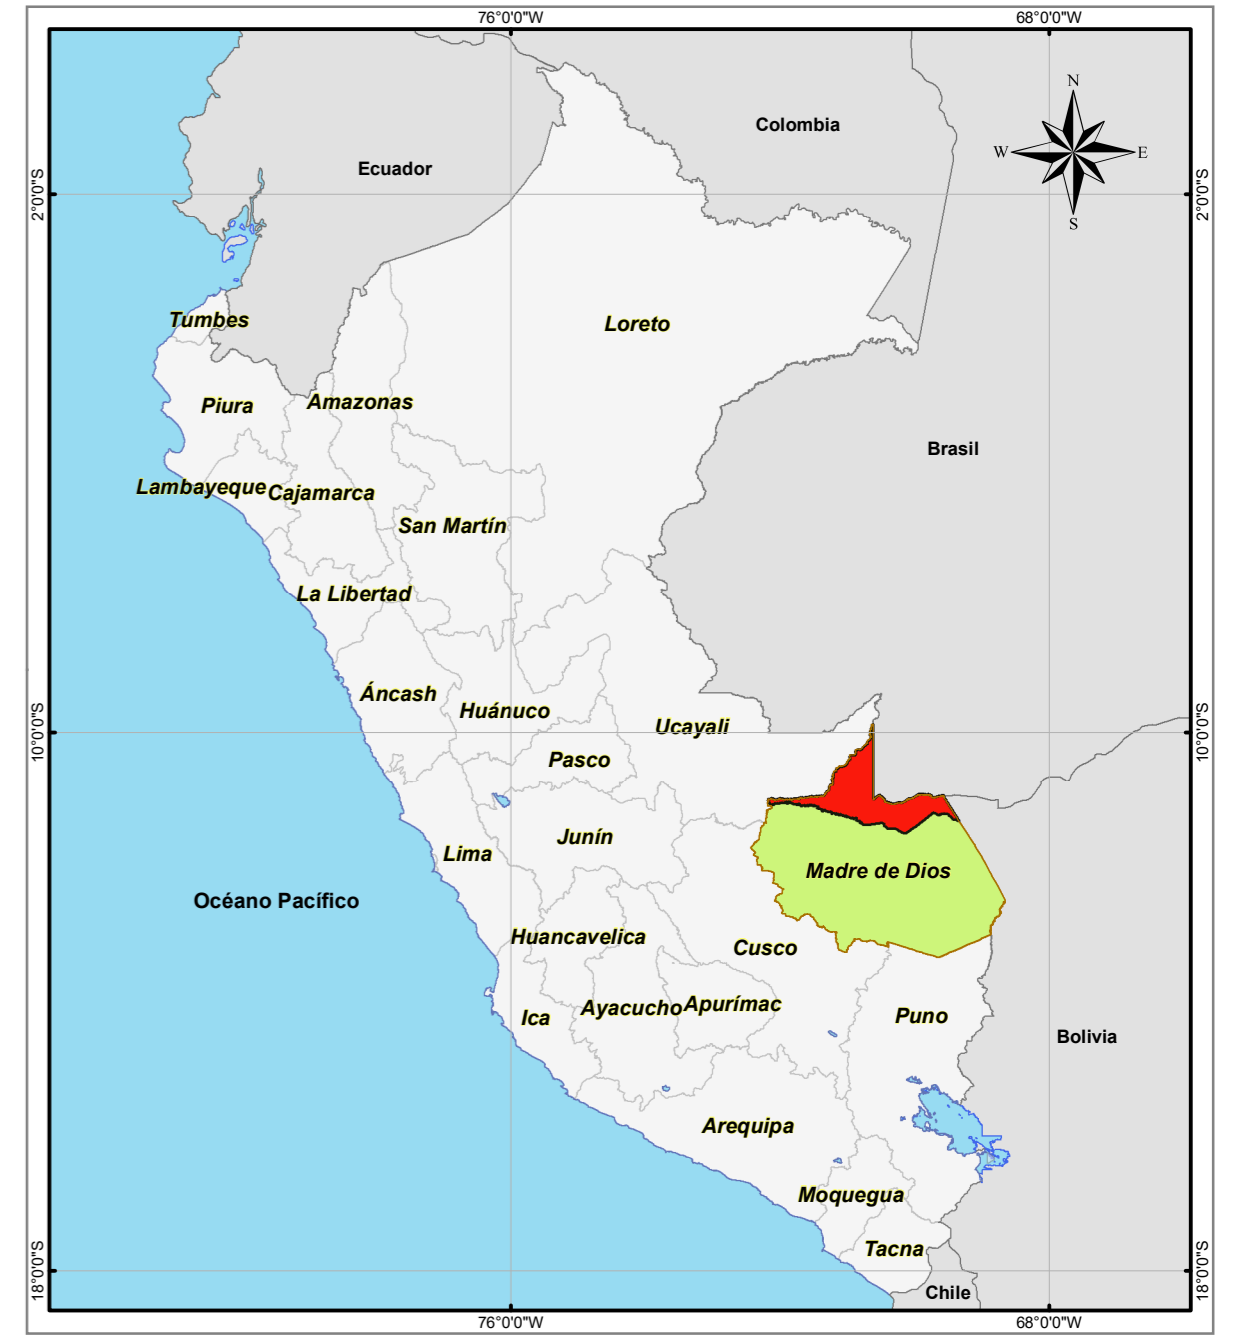 76°0'0"W
68°0'0"W
N
Colombia
W
E
Ecuador
2°0'0"S
2°0'0"S
S
Tumbes
Loreto
Piura
Amazonas
Brasil
Lambayeque
Cajamarca
San Martín
La Libertad
Áncash
Huánuco
Ucayali
10°0'0"S
10°0'0"S
Pasco
Junín
Lima
Madre de Dios
Océano Pacífico
Huancavelica
Cusco
Ica
Ayacucho
Apurímac
Puno
Bolivia
Arequipa
Moquegua
Tacna
18°0'0"S
18°0'0"S
Chile
76°0'0"W
68°0'0"W